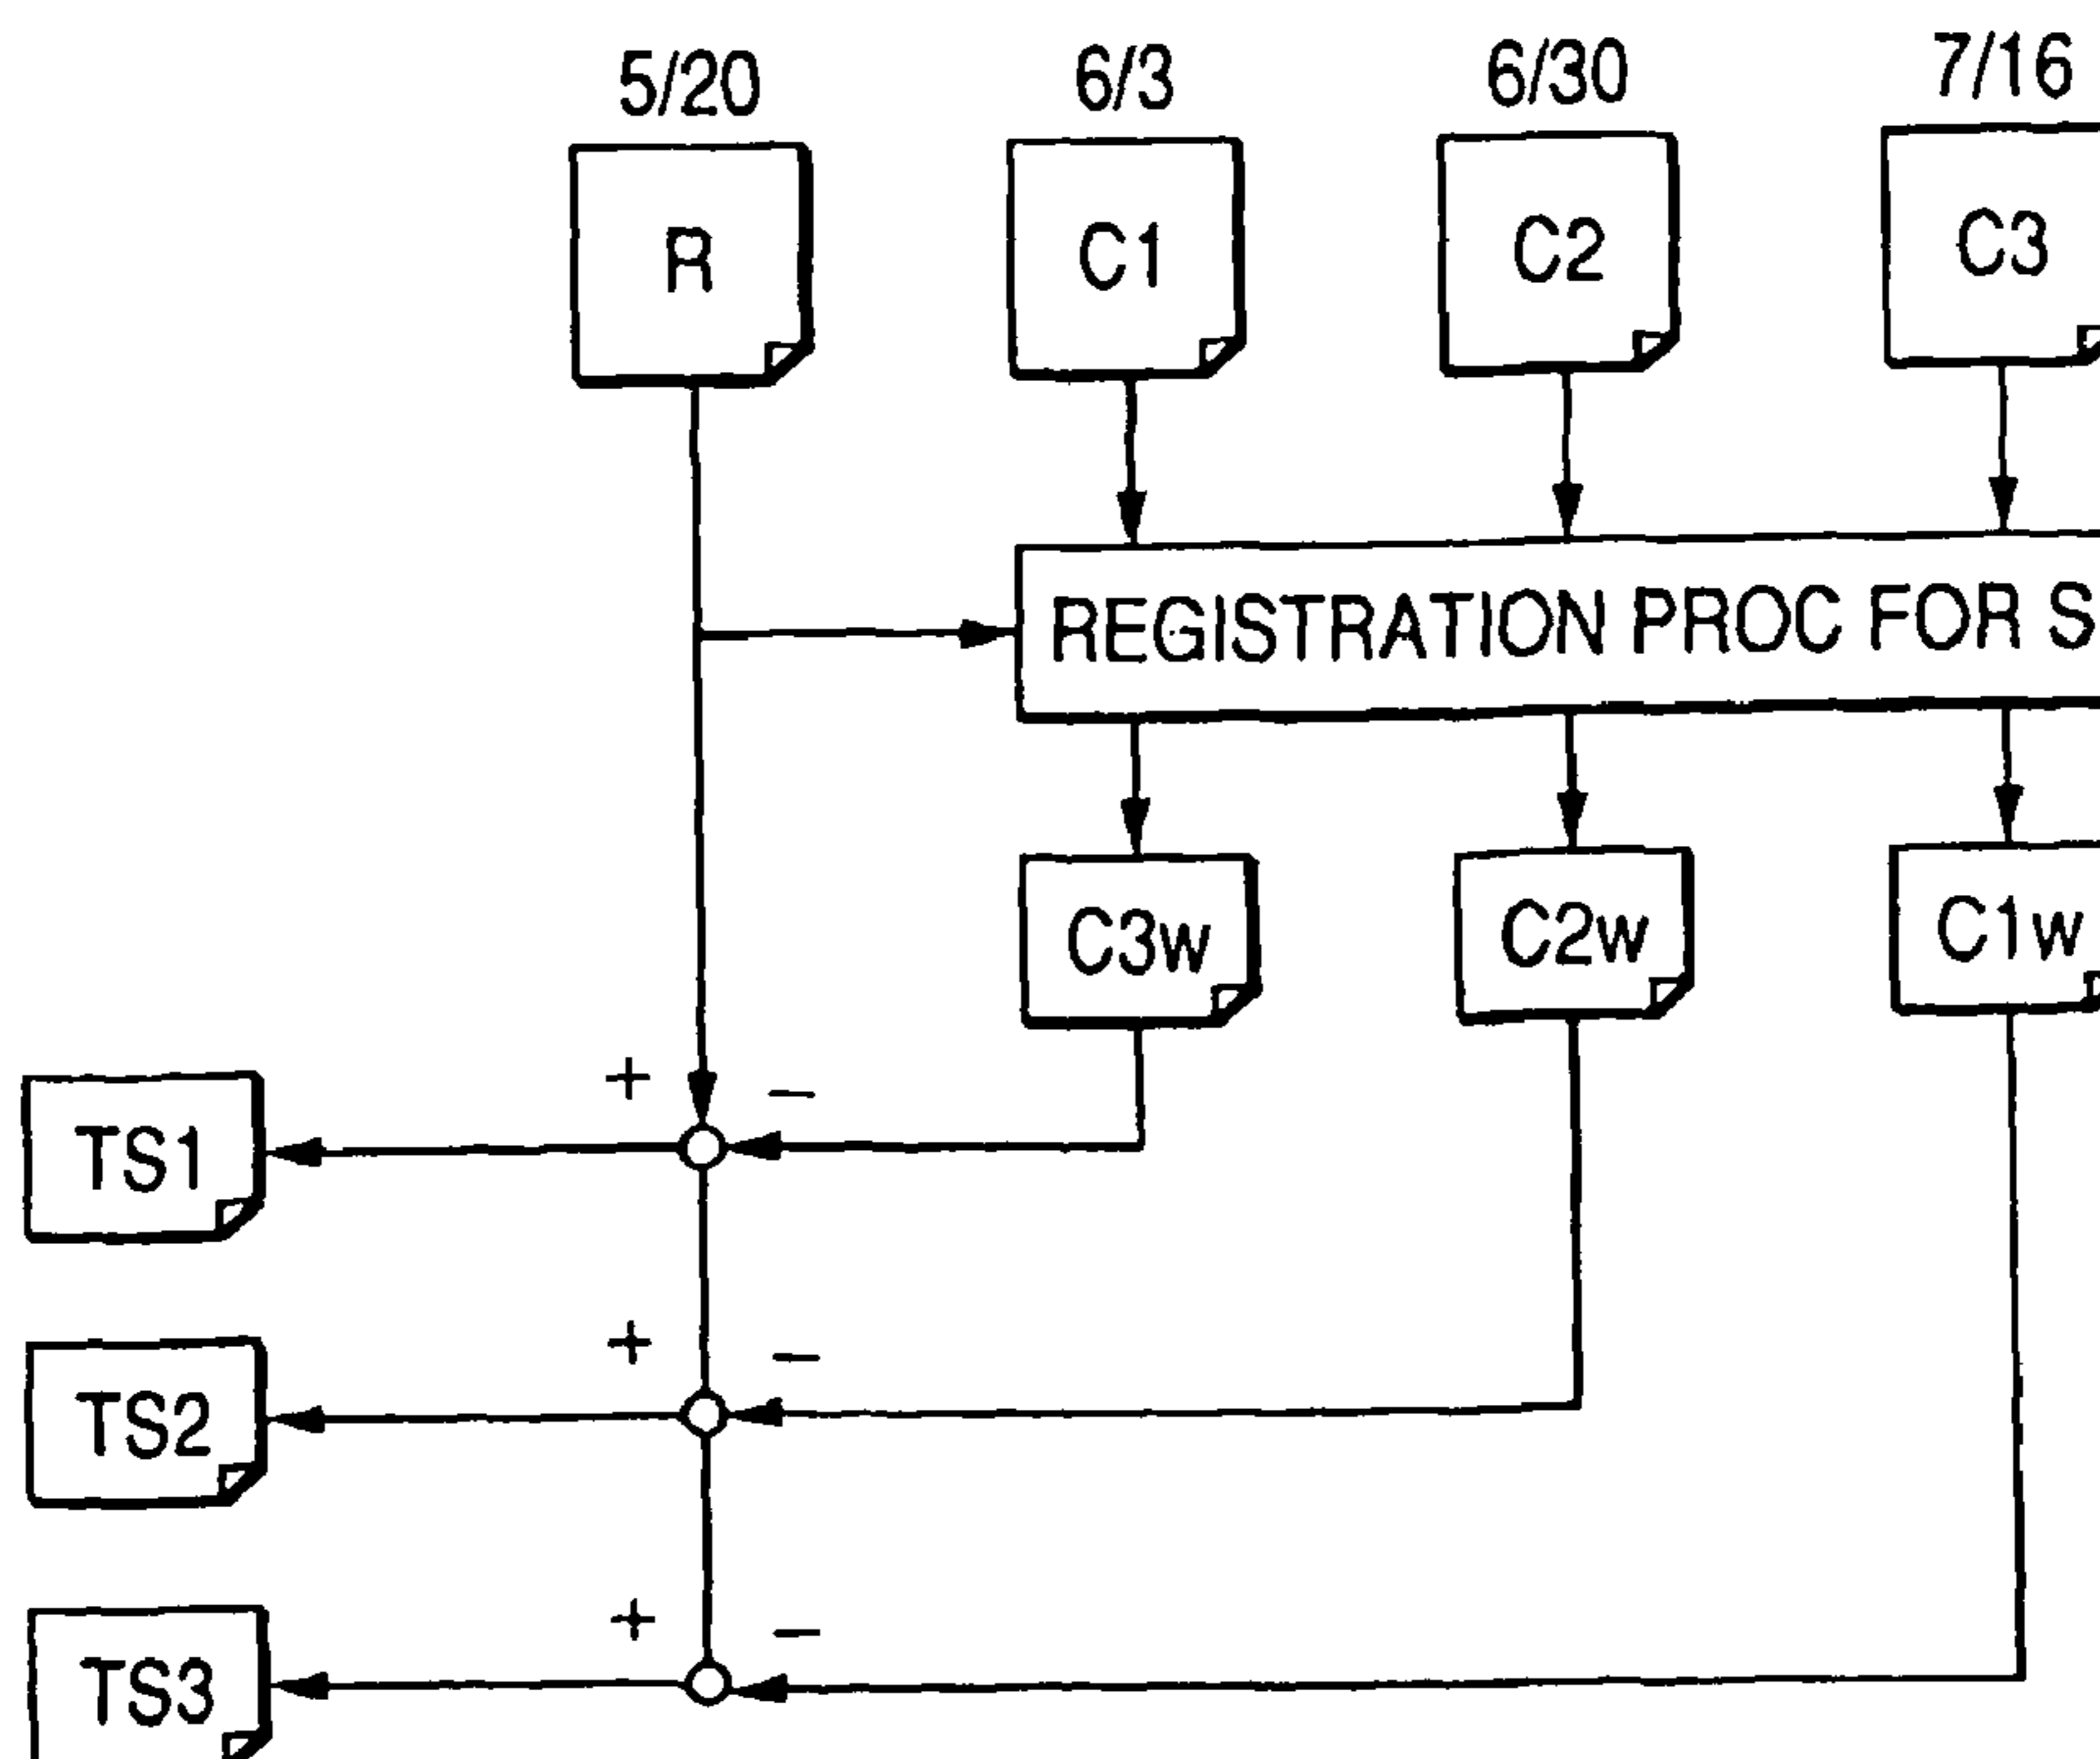 5/20 6/3 6/30 7/16
R C1 C2 C3
REGISTRATION PROC FOR S
C3w C2w C1w
+ −
TS1
+ −
TS2
+ −
TS3